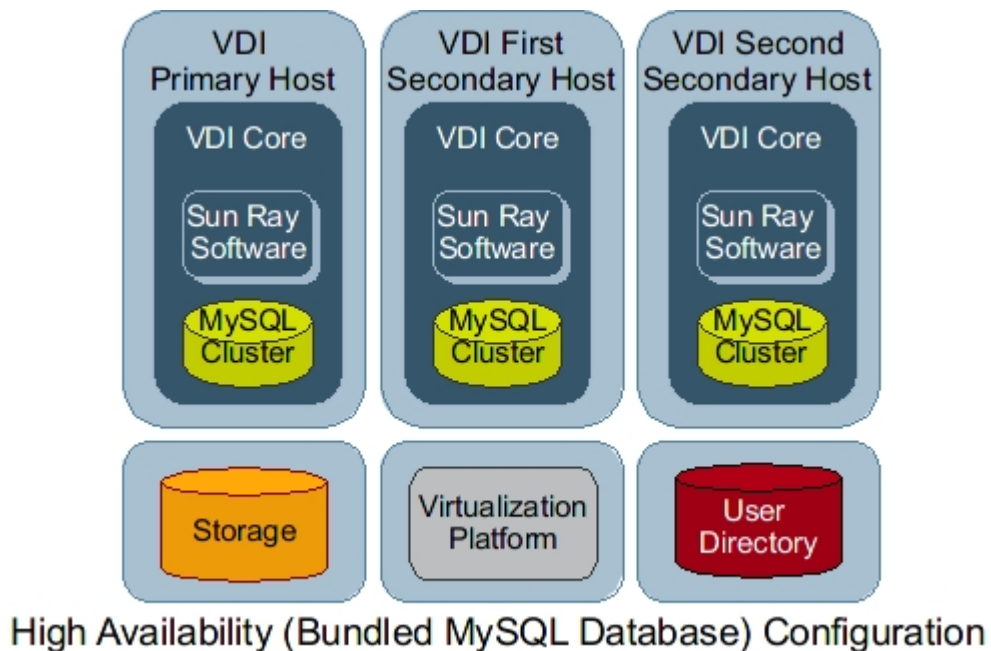 VDI
Primary Host
VDI Core
Sun Ray
Software
MySQL
Cluster
VDI First
Secondary Host
VDI Core
Sun Ray
Software
MySQL
Cluster
VDI Second
Secondary Host
VDI Core
Sun Ray
Software
MySQL
Cluster
Storage
Virtualization
Platform
User
Directory
High Availability (Bundled MySQL Database) Configuration